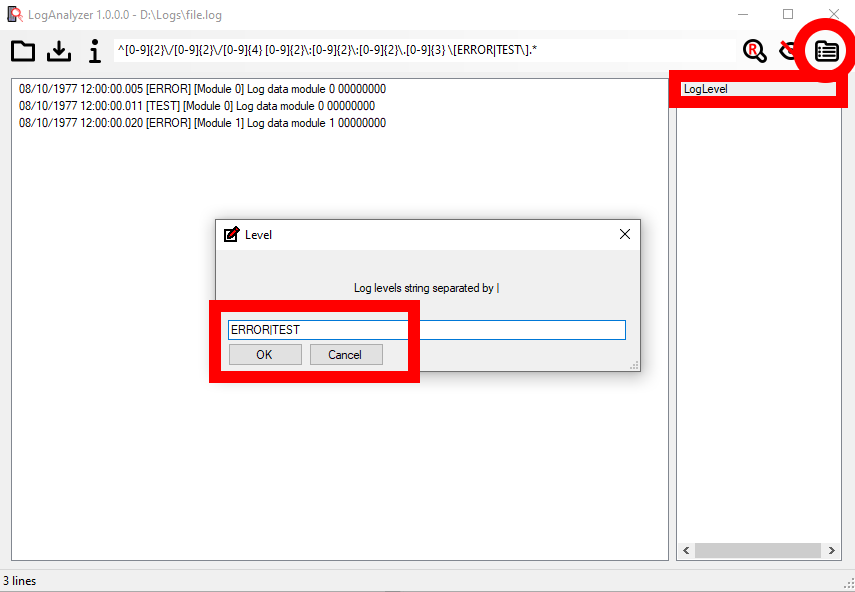 LogAnalyzer 1.0.0.0 - D:\Logs\file.log
^[0-9]{2}\/[0-9]{2}\/[0-9]{4} [0-9]{2}\:[0-9]{2}\:[0-9]{2}\.[0-9]{3} \[ERROR|TEST\].*
R
08/10/1977 12:00:00.005 [ERROR] [Module 0] Log data module 0 00000000
08/10/1977 12:00:00.011 [TEST] [Module 0] Log data module 0 00000000
08/10/1977 12:00:00.020 [ERROR] [Module 1] Log data module 1 00000000
LogLevel
Level
Log levels string separated by |
ERROR|TEST
OK Cancel
3 lines